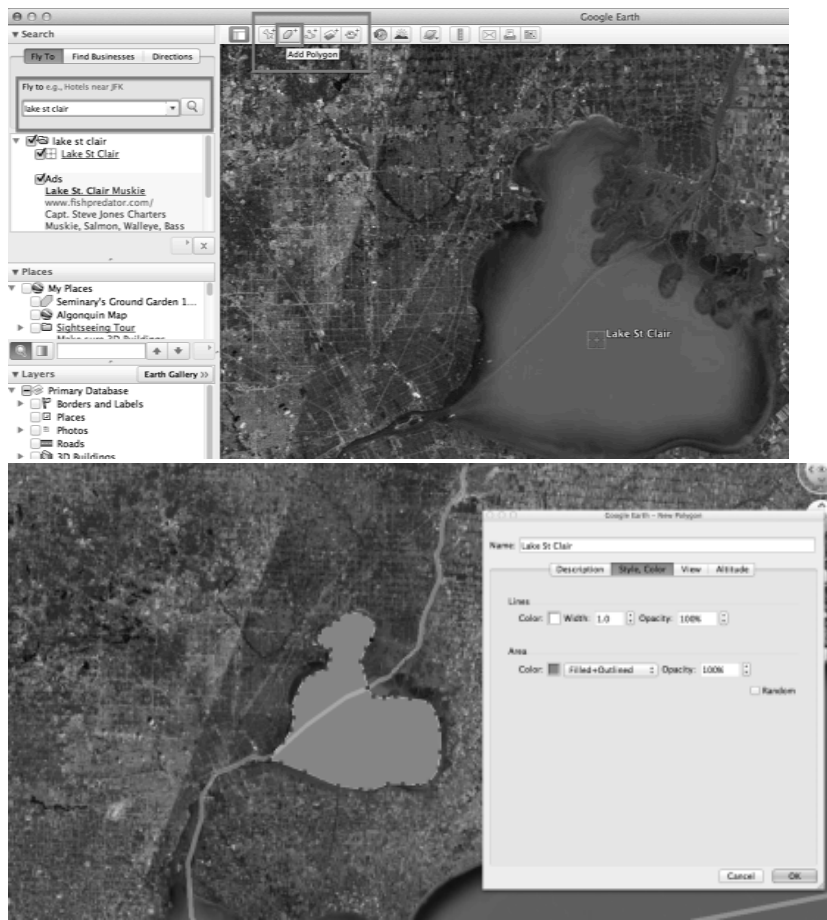 Google Earth
▼ Search
Fly To Find Businesses Directions
Fly to e.g., Hotels near JFK
lake st clair
lake st clair
Lake St Clair
Ads
Lake St. Clair Muskie
www.fishpredator.com/
Capt. Steve Jones Charters
Muskie, Salmon, Walleye, Bass
▼ Places
My Places
Seminary's Ground Garden 1...
Algonquin Map
Sightseeing Tour
▼ Layers
Earth Gallery >>
Primary Database
Borders and Labels
Places
Photos
Roads
3D Buildings
Add Polygon
Lake St Clair
Google Earth - New Polygon
Name: Lake St Clair
Description Style, Color View Altitude
Lines
Color: Width: 1.0 Opacity: 100%
Area
Color: Filled+Outlined Opacity: 100%
Random
Cancel OK